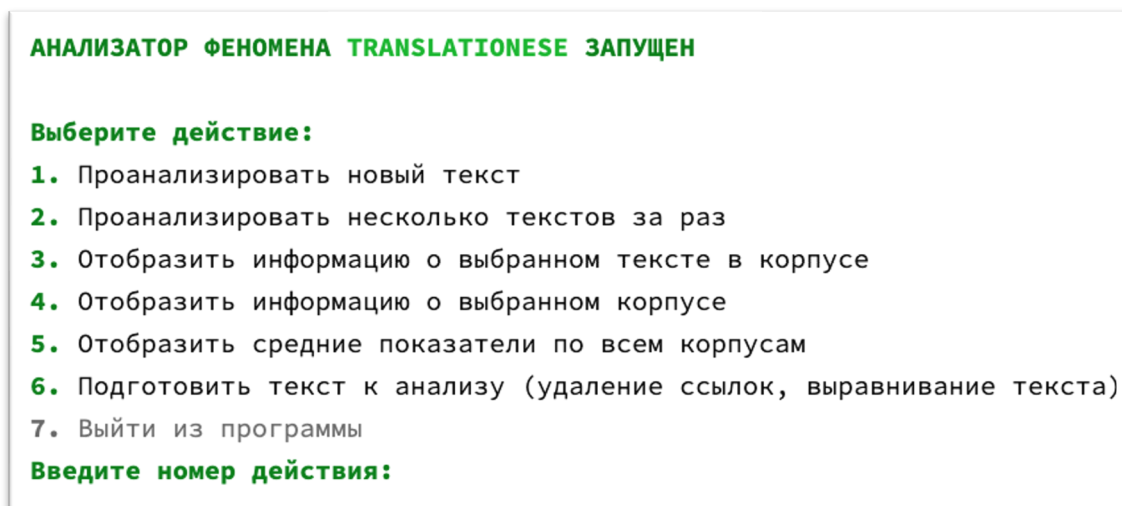 АНАЛИЗАТОР ФЕНОМЕНА TRANSLATIONESE ЗАПУЩЕН
Выберите действие:
1. Проанализировать новый текст
2. Проанализировать несколько текстов за раз
3. Отобразить информацию о выбранном тексте в корпусе
4. Отобразить информацию о выбранном корпусе
5. Отобразить средние показатели по всем корпусам
6. Подготовить текст к анализу (удаление ссылок, выравнивание текста)
7. Выйти из программы
Введите номер действия: